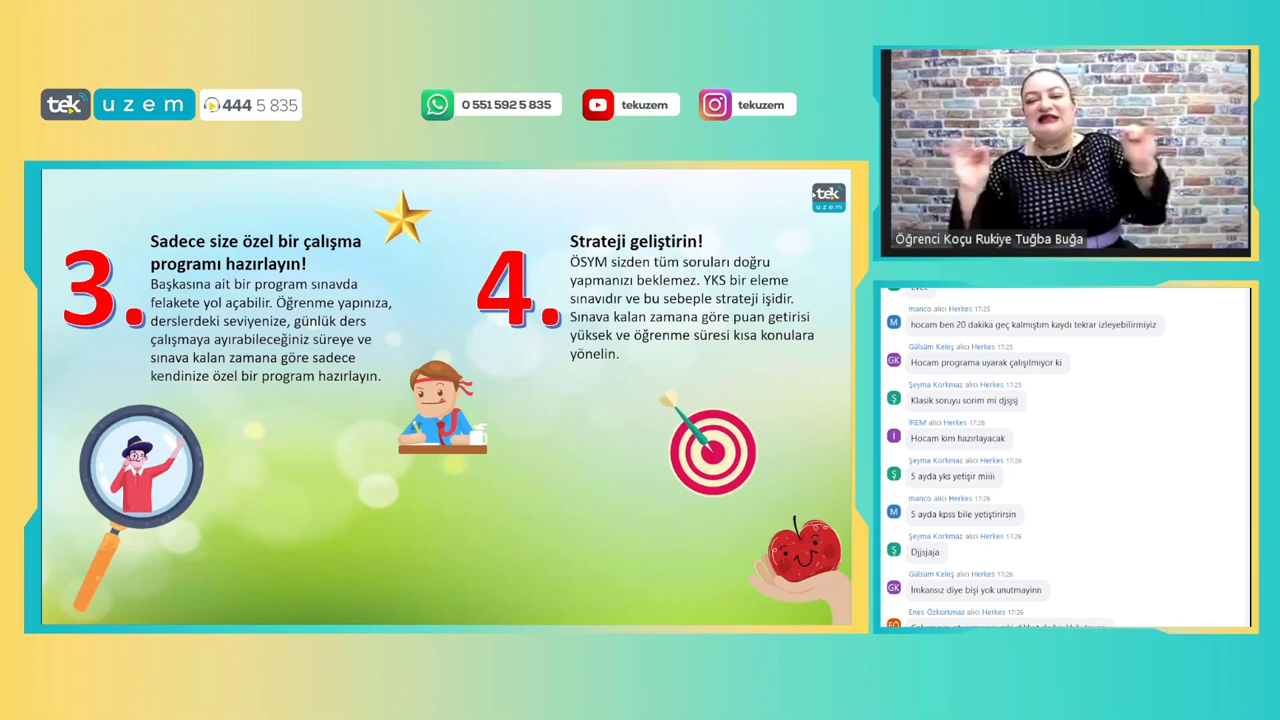 tek uzem 444 5 835
0 551 592 5 835
tekuzem
tekuzem
tek
uzem
3.
Sadece size özel bir çalışma
programı hazırlayın!
Başkasına ait bir program sınavda
felakete yol açabilir. Öğrenme yapınıza,
derslerdeki seviyenize, günlük ders
çalışmaya ayırabileceğiniz süreye ve
sınava kalan zamana göre sadece
kendinize özel bir program hazırlayın.
4.
Strateji geliştirin!
ÖSYM sizden tüm soruları doğru
yapmanızı beklemez. YKS bir eleme
sınavıdır ve bu sebeple strateji işidir.
Sınava kalan zamana göre puan getirisi
yüksek ve öğrenme süresi kısa konulara
yönelin.
Öğrenci Koçu Rukiye Tuğba Buğa
manco alıcı Herkes 17:25
M
hocam ben 20 dakika geç kalmıştım kaydı tekrar izleyebilirmiyiz
Gülsüm Keleş alıcı Herkes 17:25
GK
Hocam programa uyarak çalışılmıyor ki
Şeyma Korkmaz alıcı Herkes 17:25
Ş
Klasik soruyu sorim mi djsjsj
İREM alıcı Herkes 17:26
İ
Hocam kim hazırlayacak
Şeyma Korkmaz alıcı Herkes 17:26
Ş
5 ayda yks yetişir miiii
manco alıcı Herkes 17:26
M
5 ayda kpss bile yetiştirirsin
Şeyma Korkmaz alıcı Herkes 17:26
Ş
Djjsjaja
Gülsüm Keleş alıcı Herkes 17:26
GK
İmkansız diye bişi yok unutmayinn
Enes Özkorkmaz alıcı Herkes 17:26
EÖ